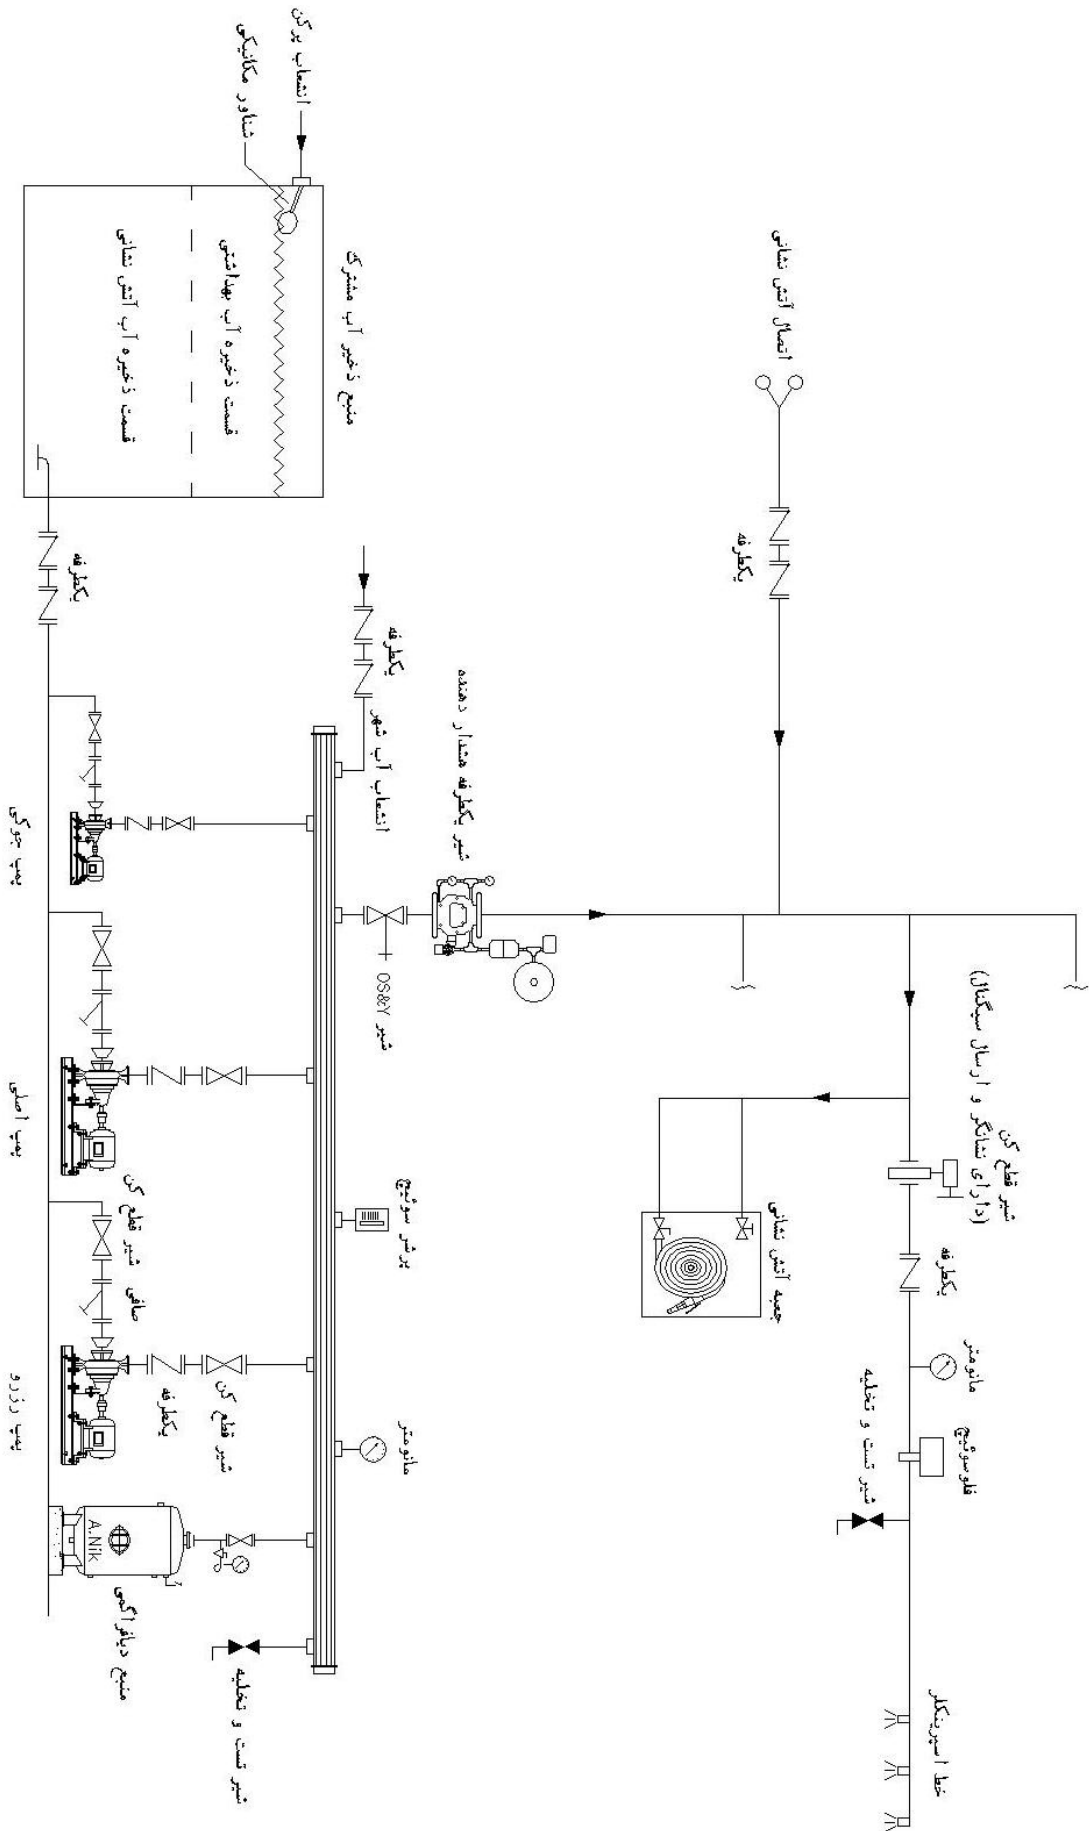 انشعاب پرکن
شناور مکانیکی
منبع ذخیر آب مشترک
قسمت ذخیره آب بهداشتی
قسمت ذخیره آب آتش نشانی
یکطرفه
اتصال آتش نشانی
یکطرفه
یکطرفه
انشعاب آب شهر
شیر یکطرفه هشدار دهنده
شیر OS&Y
پمپ جوکی
پمپ اصلی
شیر قطع کن
صافی
پمپ رزرو
یکطرفه
شیر قطع کن
پرشر سوئیچ
مانومتر
A.Nik
منبع دیافراگمی
شیر تست و تخلیه
شیر قطع کن
(دارای نشانگر و ارسال سیگنال)
جعبه آتش نشانی
یکطرفه
مانومتر
فلوسوئیچ
شیر تست و تخلیه
خط اسپرینکلر